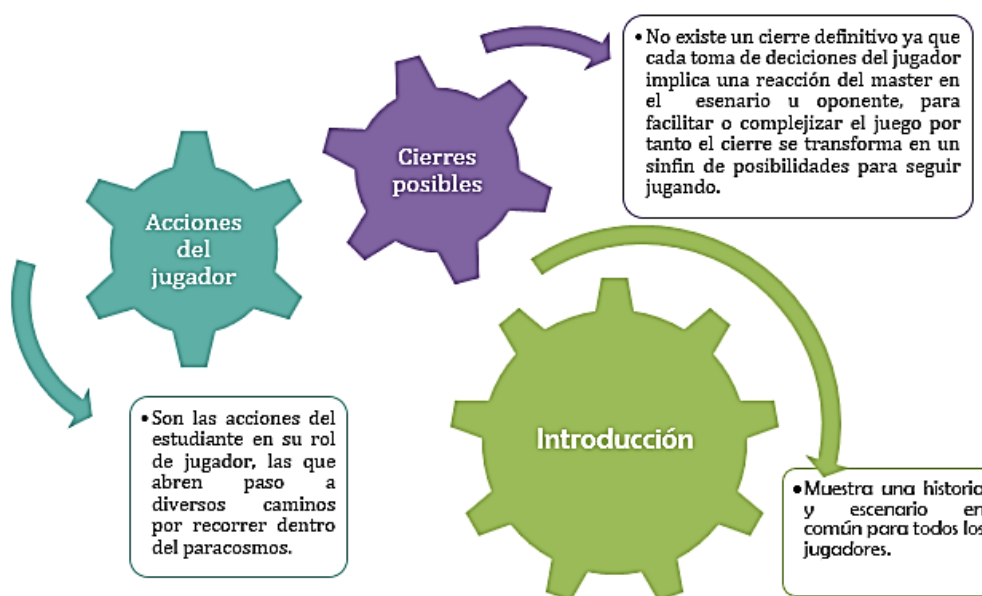 • No existe un cierre definitivo ya que
cada toma de deciciones del jugador
implica una reacción del master en
el esenario u oponente, para
facilitar o complejizar el juego por
tanto el cierre se transforma en un
sinfin de posibilidades para seguir
jugando.
Cierres
posibles
Acciones
del
jugador
• Son las acciones del
estudiante en su rol
de jugador, las que
abren paso a
diversos caminos
por recorrer dentro
del paracosmos.
Introducción
• Muestra una historia
y escenario en
común para todos los
jugadores.